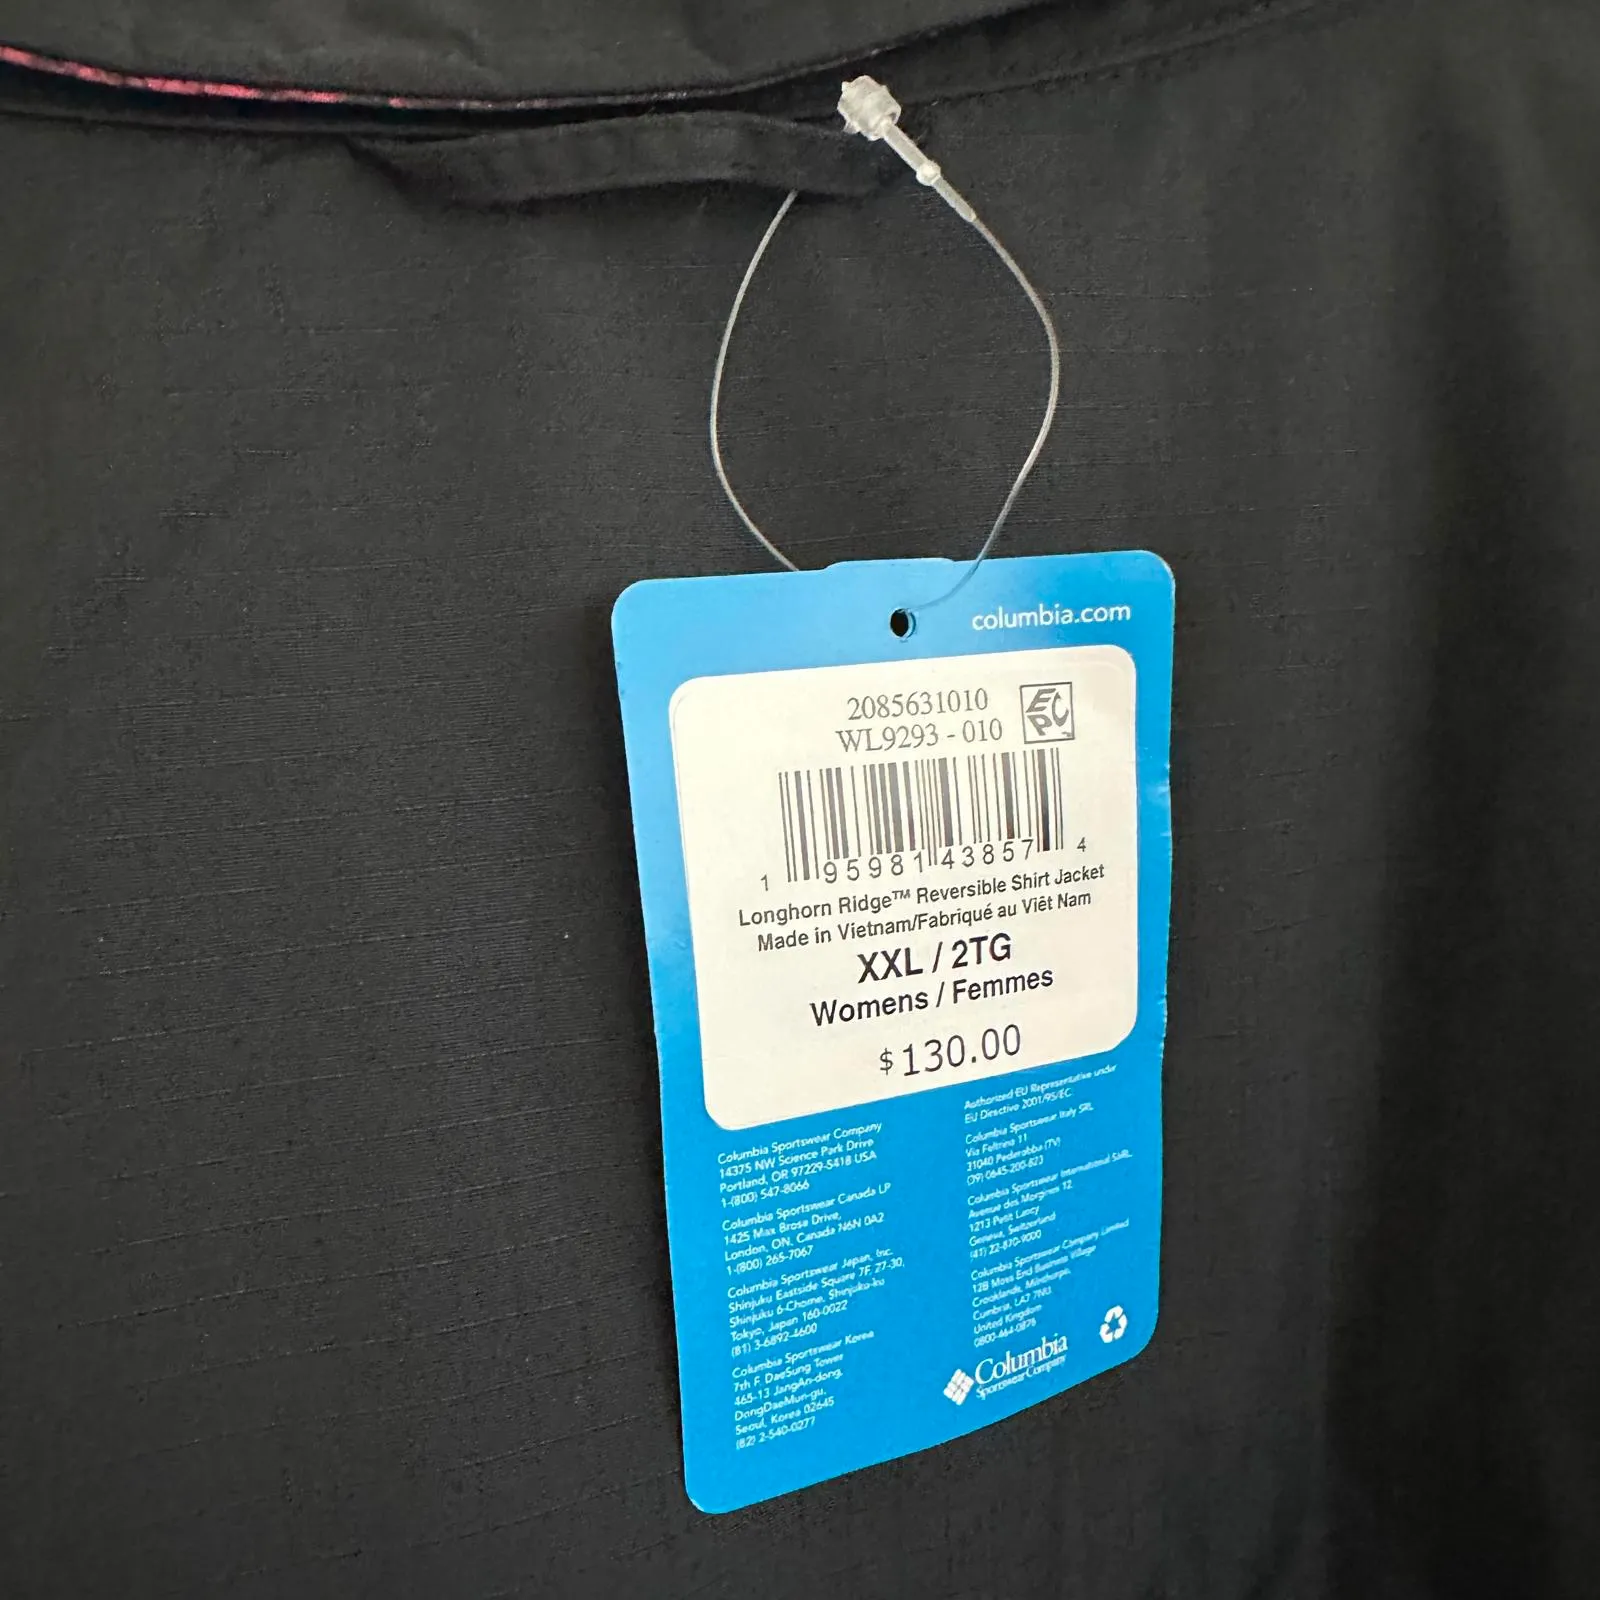 columbia.com
2085631010
WL9293 - 010
EPC
1 95981 43857 4
Longhorn Ridge™ Reversible Shirt Jacket
Made in Vietnam/Fabriqué au Viêt Nam
XXL / 2TG
Womens / Femmes
$130.00
Columbia Sportswear Company
14375 NW Science Park Drive
Portland, OR 97229-5418 USA
1-(800) 547-8066
Columbia Sportswear Canada LP
1425 Max Brose Drive,
London, ON, Canada N6N 0A2
1-(800) 265-7067
Columbia Sportswear Japan, Inc.
Shinjuku Eastside Square 7F, 27-30,
Shinjuku 6-Chome, Shinjuku-ku
Tokyo, Japan 160-0022
(81) 3-6892-4600
Columbia Sportswear Korea
7th F. DaeSung Tower
465-13 JangAn-dong,
DongDaeMun-gu,
Seoul, Korea 02645
(82) 2-540-0277
Authorized EU Representative under
EU Directive 2001/95/EC:
Columbia Sportswear Italy SRL
Via Feltrina 11
31040 Pederobba (TV)
(39) 0645-200-823
Columbia Sportswear International SARL
Avenue des Morgines 12
1213 Petit Lancy
Geneva, Switzerland
(41) 22-870-9000
Columbia Sportswear Company Limited
12B Moss End Business Village
Crooklands, Milnthorpe,
Cumbria, LA7 7NU
United Kingdom
0800-464-0876
Columbia
Sportswear Company